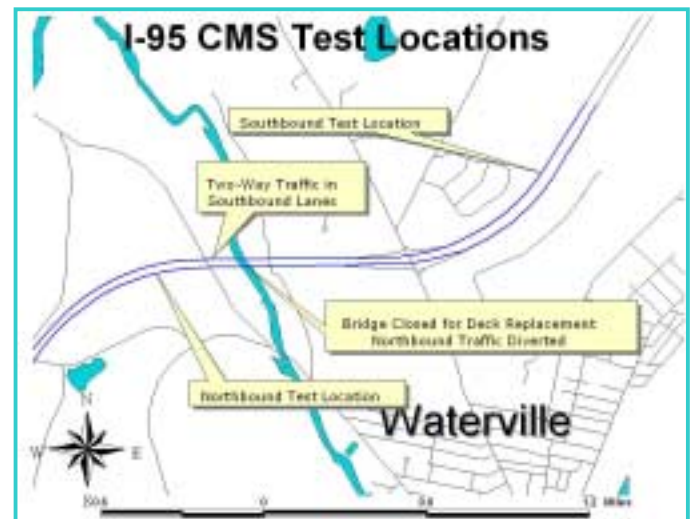 I-95 CMS Test Locations
Southbound Test Location
Two-Way Traffic in
Southbound Lanes
Bridge Closed for Deck Replacement
Northbound Traffic Diverted
Northbound Test Location
Waterville
N
W
E
0
Miles